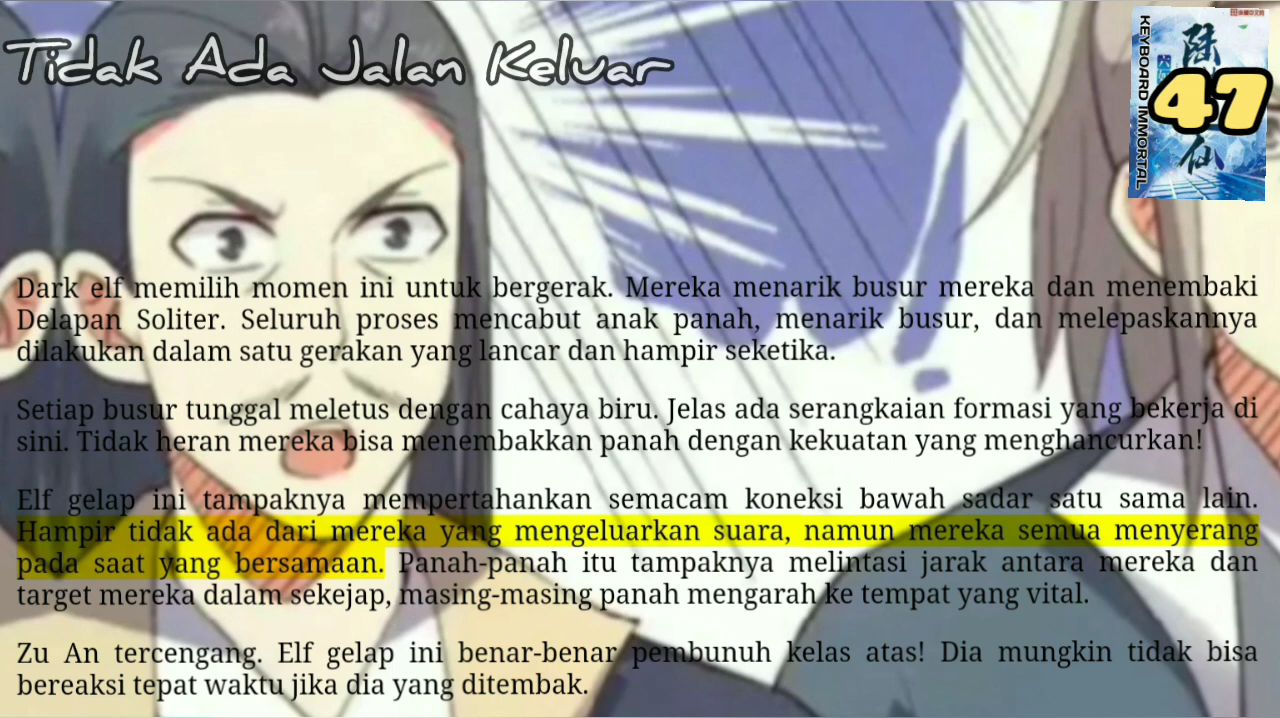 Tidak Ada Jalan Keluar
47
KEYBOARD IMMORTAL
Dark elf memilih momen ini untuk bergerak. Mereka menarik busur mereka dan menembaki
Delapan Soliter. Seluruh proses mencabut anak panah, menarik busur, dan melepaskannya
dilakukan dalam satu gerakan yang lancar dan hampir seketika.
Setiap busur tunggal meletus dengan cahaya biru. Jelas ada serangkaian formasi yang bekerja di
sini. Tidak heran mereka bisa menembakkan panah dengan kekuatan yang menghancurkan!
Elf gelap ini tampaknya mempertahankan semacam koneksi bawah sadar satu sama lain.
Hampir tidak ada dari mereka yang mengeluarkan suara, namun mereka semua menyerang
pada saat yang bersamaan. Panah-panah itu tampaknya melintasi jarak antara mereka dan
target mereka dalam sekejap, masing-masing panah mengarah ke tempat yang vital.
Zu An tercengang. Elf gelap ini benar-benar pembunuh kelas atas! Dia mungkin tidak bisa
bereaksi tepat waktu jika dia yang ditembak.